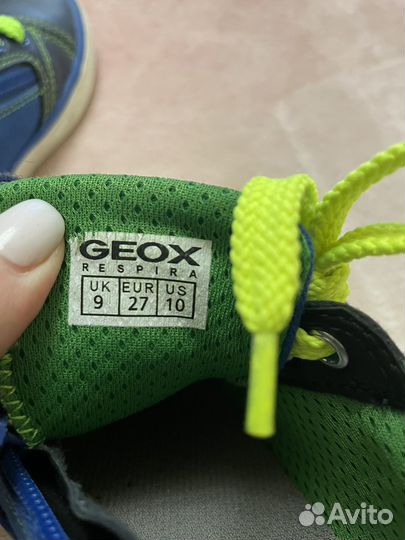 GEOX
RESPIRA
UK EUR US
9 27 10
Avito